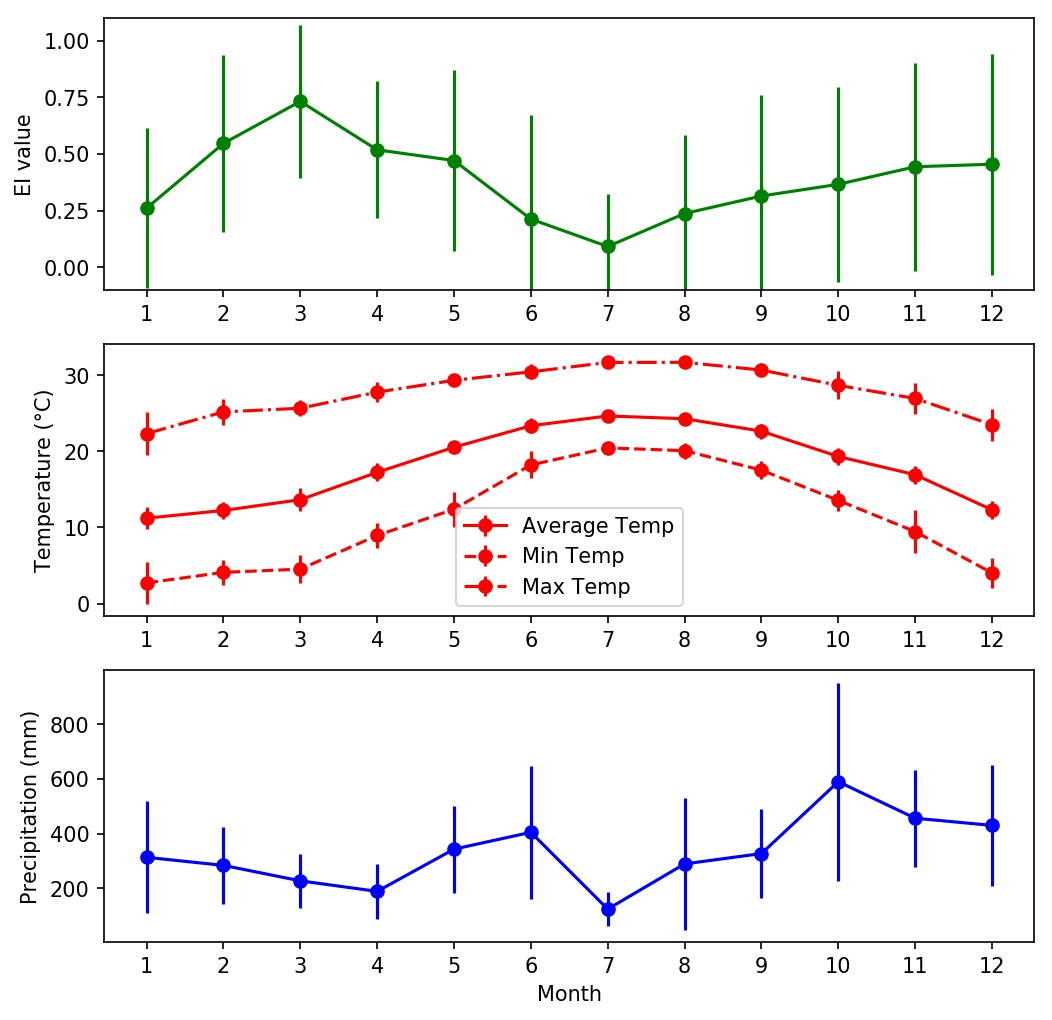 EI value
1.00
0.75
0.50
0.25
0.00
1 2 3 4 5 6 7 8 9 10 11 12
Temperature (°C)
30
20
10
0
Average Temp
Min Temp
Max Temp
1 2 3 4 5 6 7 8 9 10 11 12
Precipitation (mm)
800
600
400
200
1 2 3 4 5 6 7 8 9 10 11 12
Month